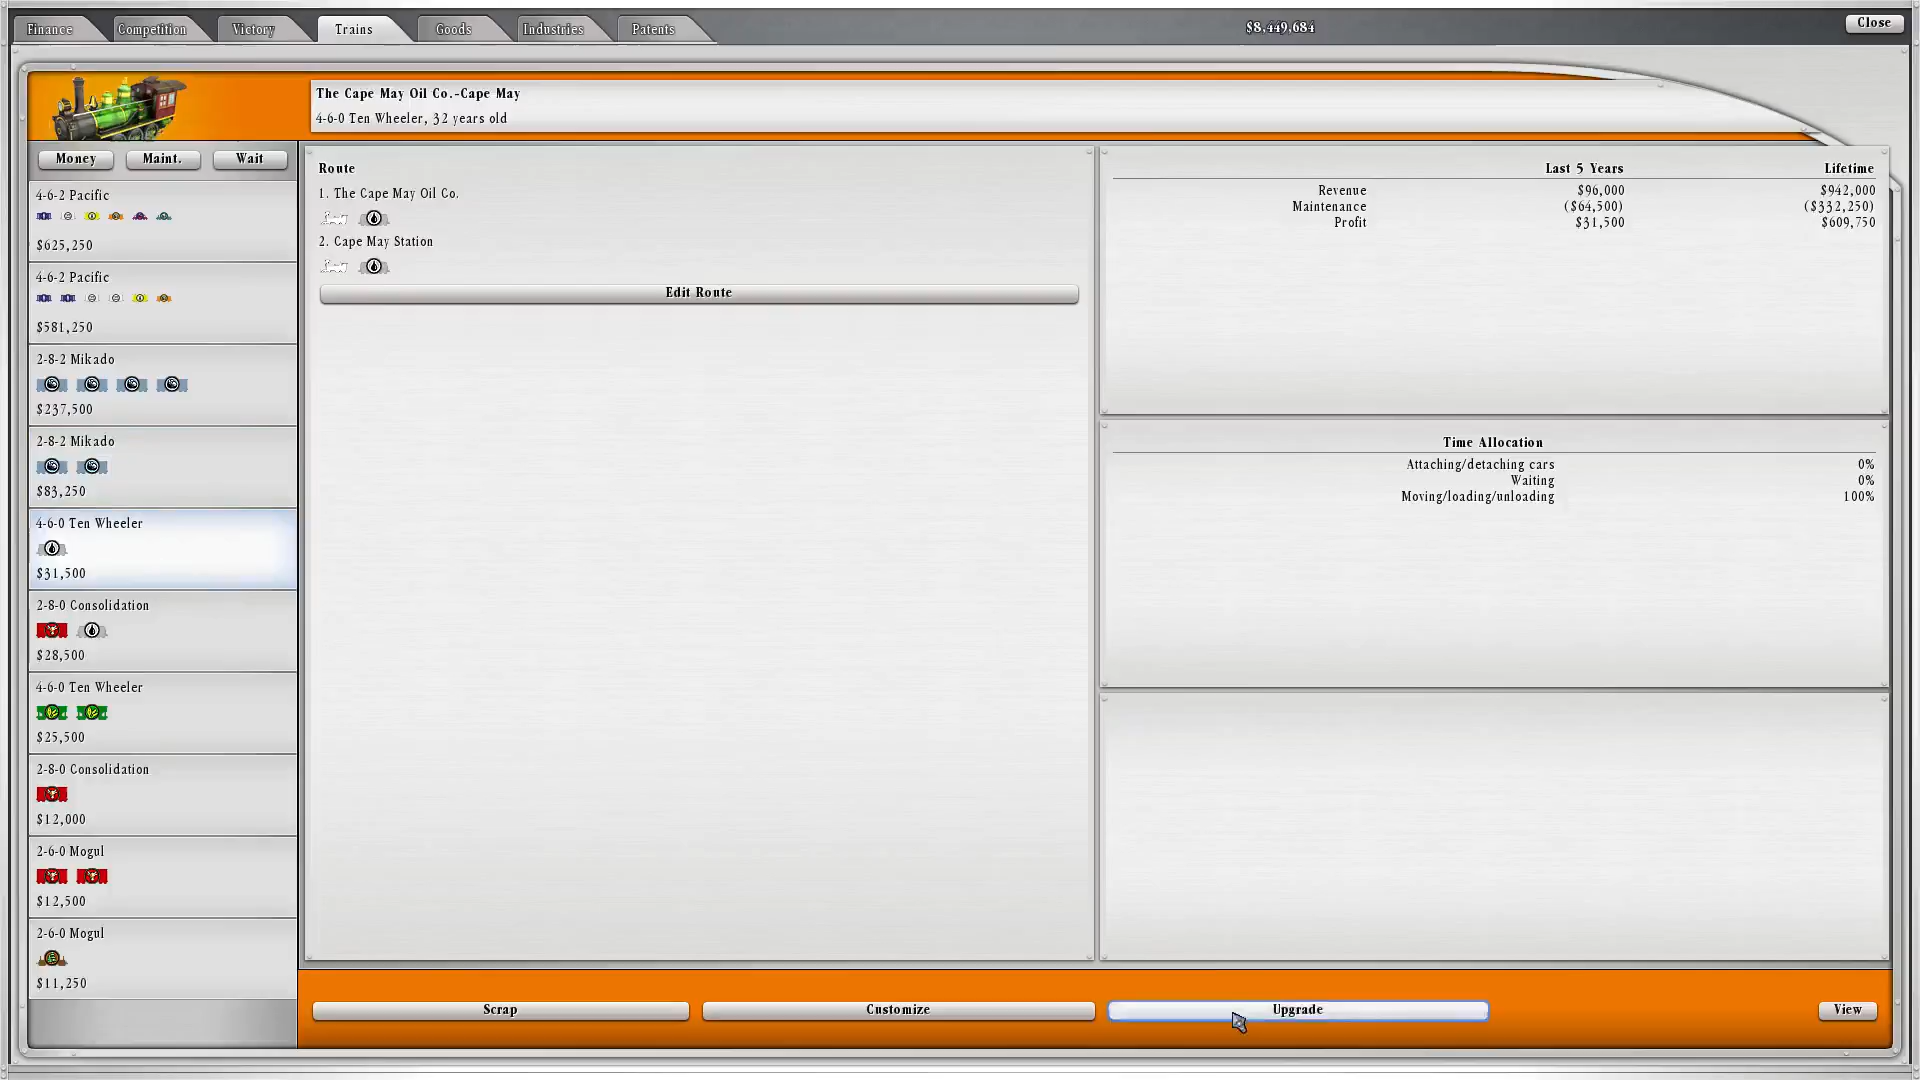 Finance Competition Victory Trains Goods Industries Patents $8,449,684 Close
The Cape May Oil Co.-Cape May
4-6-0 Ten Wheeler, 32 years old
Money Maint. Wait
4-6-2 Pacific
$625,250
4-6-2 Pacific
$581,250
2-8-2 Mikado
$237,500
2-8-2 Mikado
$83,250
4-6-0 Ten Wheeler
$31,500
2-8-0 Consolidation
$28,500
4-6-0 Ten Wheeler
$25,500
2-8-0 Consolidation
$12,000
2-6-0 Mogul
$12,500
2-6-0 Mogul
$11,250
Route
1. The Cape May Oil Co.
2. Cape May Station
Edit Route
Last 5 Years Lifetime
Revenue $96,000 $942,000
Maintenance ($64,500) ($332,250)
Profit $31,500 $609,750
Time Allocation
Attaching/detaching cars 0%
Waiting 0%
Moving/loading/unloading 100%
Scrap Customize Upgrade View